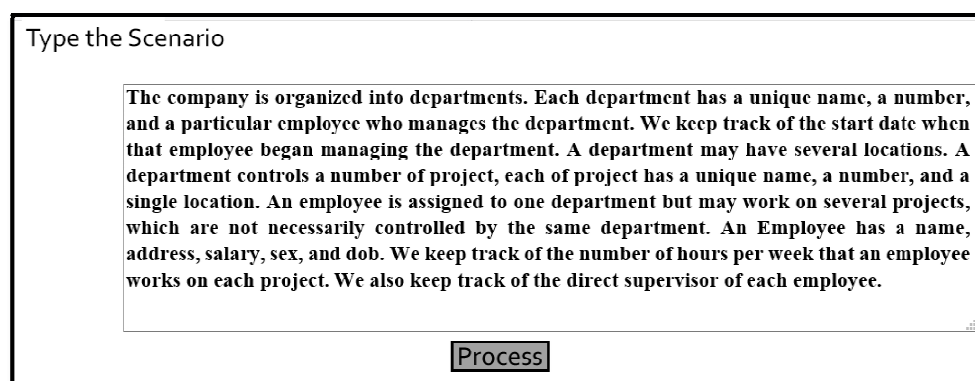 Type the Scenario
The company is organized into departments. Each department has a unique name, a number,
and a particular employee who manages the department. We keep track of the start date when
that employee began managing the department. A department may have several locations. A
department controls a number of project, each of project has a unique name, a number, and a
single location. An employee is assigned to one department but may work on several projects,
which are not necessarily controlled by the same department. An Employee has a name,
address, salary, sex, and dob. We keep track of the number of hours per week that an employee
works on each project. We also keep track of the direct supervisor of each employee.
Process